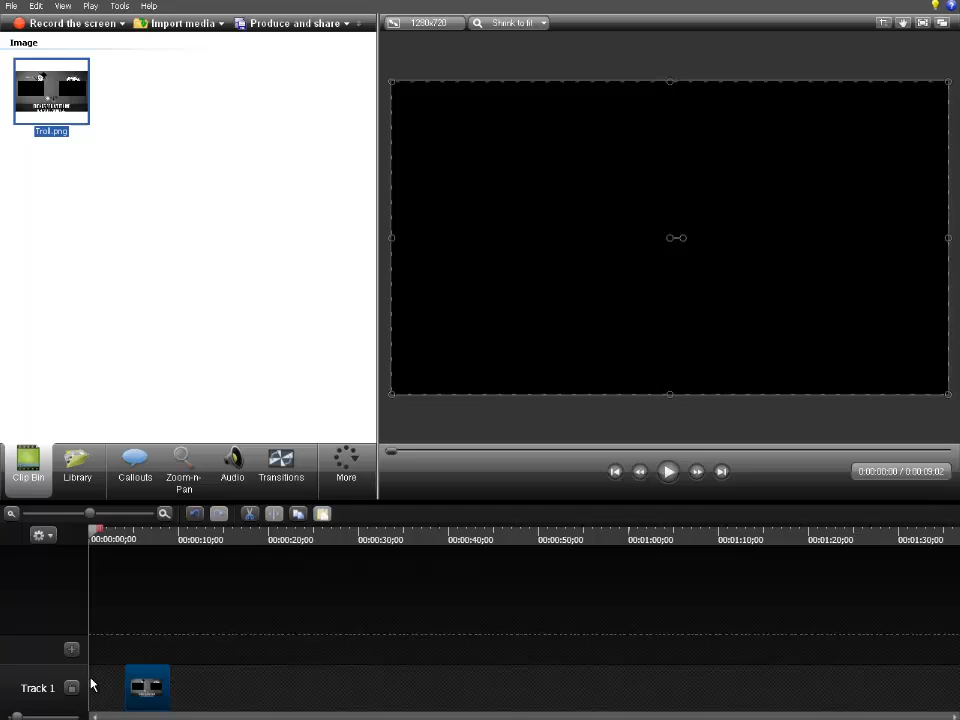 File Edit View Play Tools Help
Record the screen Import media Produce and share
1280x720 Shrink to fit
Image
Troll.png
Clip Bin Library Callouts Zoom-n-Pan Audio Transitions More
0:00:00;00 / 0:00:09;02
00:00:00;00 00:00:10;00 00:00:20;00 00:00:30;00 00:00:40;00 00:00:50;00 00:01:00;00 00:01:10;00 00:01:20;00 00:01:30;00
Track 1